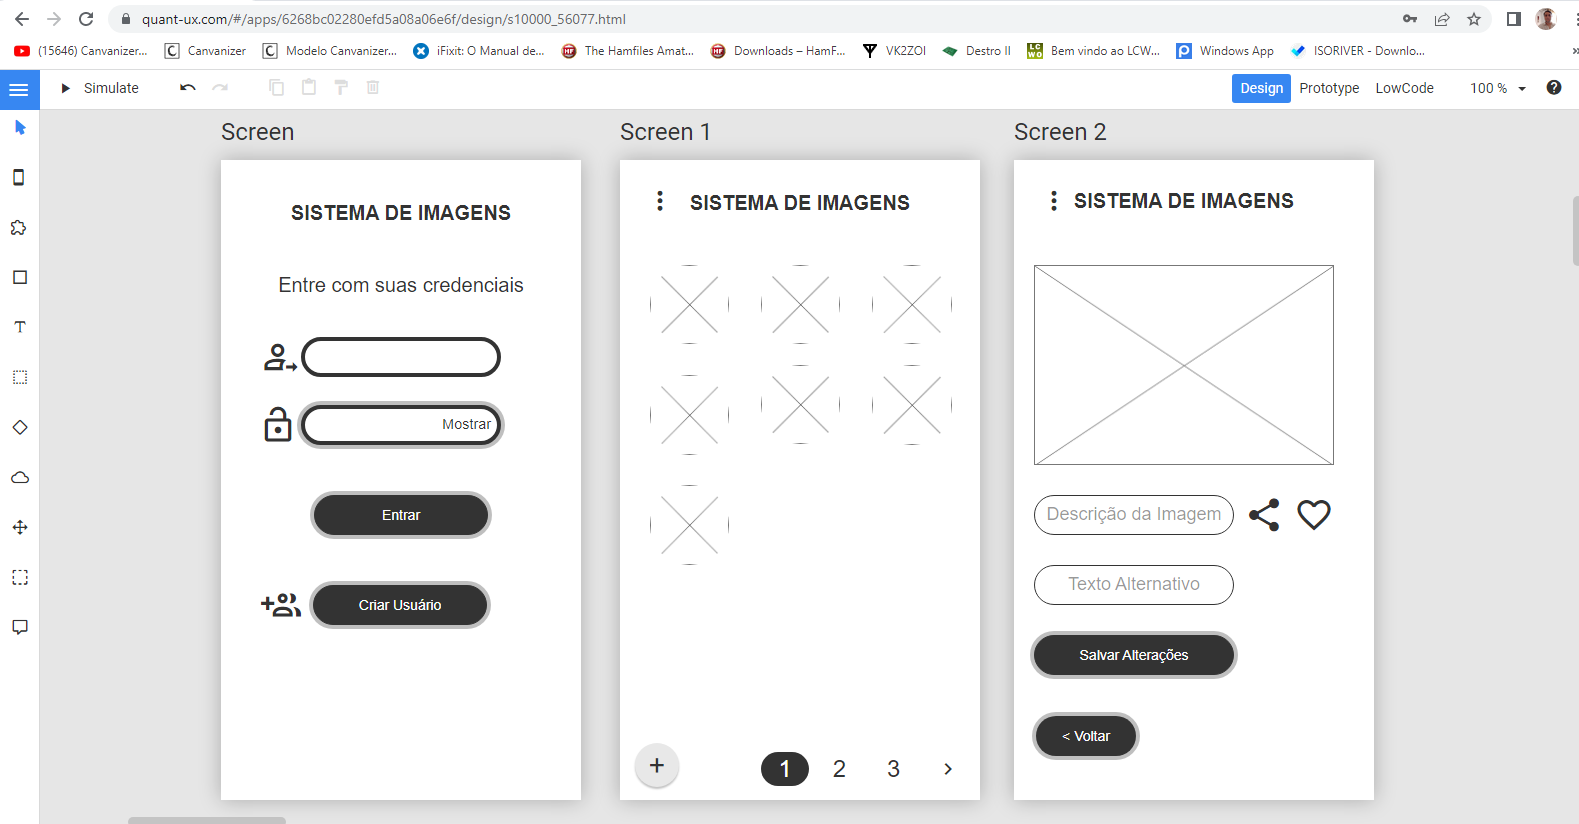 quant-ux.com/#/apps/6268bc02280efd5a08a06e6f/design/s10000_56077.html
(15646) Canvanizer...
Canvanizer
Modelo Canvanizer...
iFixit: O Manual de...
The Hamfiles Amat...
Downloads – HamF...
VK2ZOI
Destro II
LC
WO
Bem vindo ao LCW...
Windows App
ISORIVER - Downlo...
Simulate
Design
Prototype
LowCode
100 %
Screen
SISTEMA DE IMAGENS
Entre com suas credenciais
Mostrar
Entrar
Criar Usuário
Screen 1
SISTEMA DE IMAGENS
+
1 2 3 >
Screen 2
SISTEMA DE IMAGENS
Descrição da Imagem
Texto Alternativo
Salvar Alterações
< Voltar